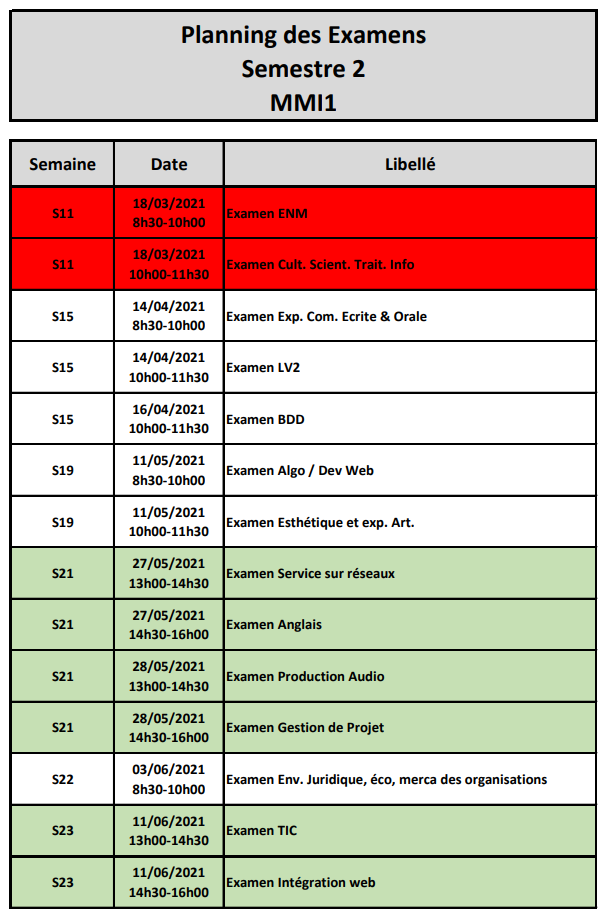 Planning des Examens
Semestre 2
MMI1
Semaine Date Libellé
S11 18/03/2021 8h30-10h00 Examen ENM
S11 18/03/2021 10h00-11h30 Examen Cult. Scient. Trait. Info
S15 14/04/2021 8h30-10h00 Examen Exp. Com. Ecrite & Orale
S15 14/04/2021 10h00-11h30 Examen LV2
S15 16/04/2021 10h00-11h30 Examen BDD
S19 11/05/2021 8h30-10h00 Examen Algo / Dev Web
S19 11/05/2021 10h00-11h30 Examen Esthétique et exp. Art.
S21 27/05/2021 13h00-14h30 Examen Service sur réseaux
S21 27/05/2021 14h30-16h00 Examen Anglais
S21 28/05/2021 13h00-14h30 Examen Production Audio
S21 28/05/2021 14h30-16h00 Examen Gestion de Projet
S22 03/06/2021 8h30-10h00 Examen Env. Juridique, éco, merca des organisations
S23 11/06/2021 13h00-14h30 Examen TIC
S23 11/06/2021 14h30-16h00 Examen Intégration web